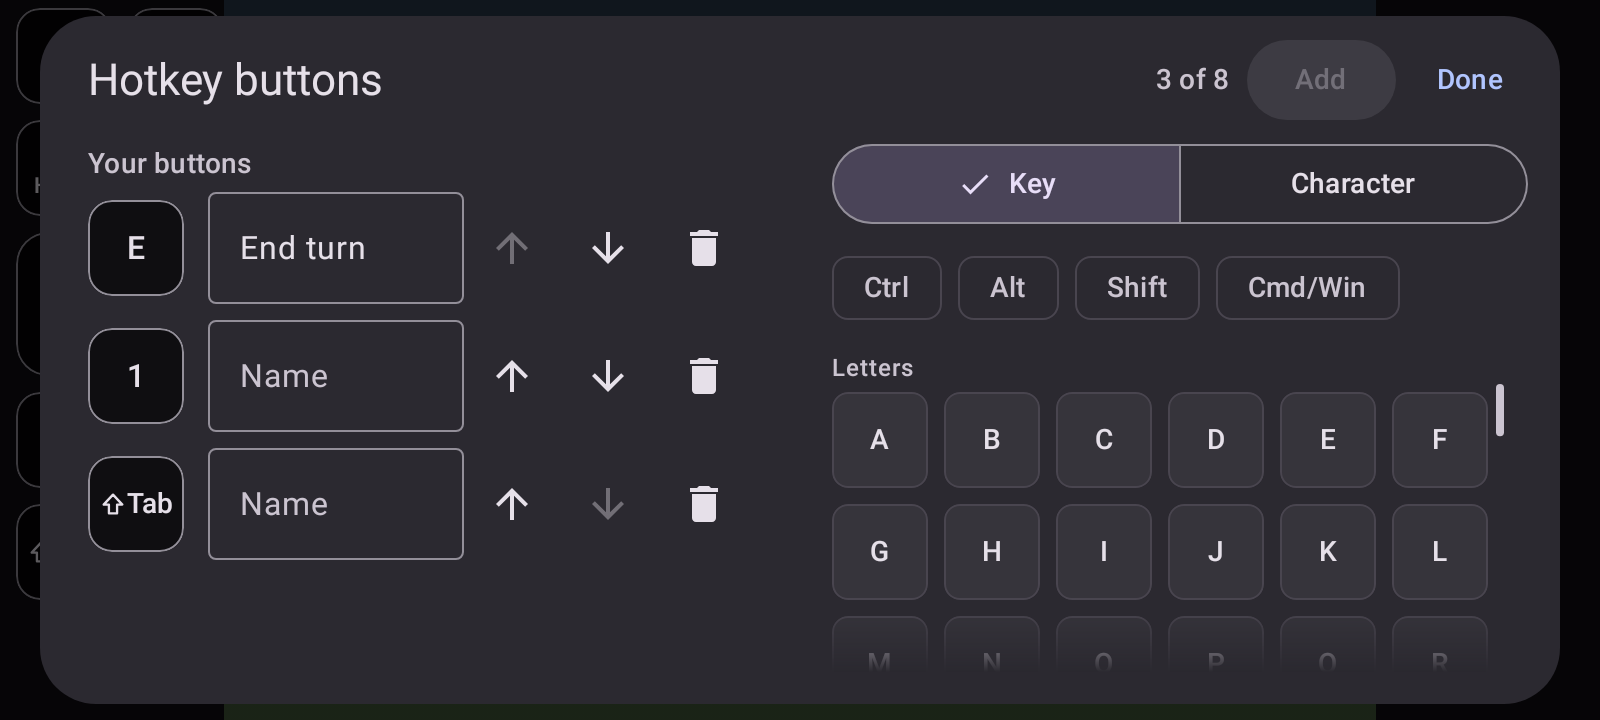 Hotkey buttons
3 of 8
Add
Done
Your buttons
E
End turn
1
Name
⇧Tab
Name
Key
Character
Ctrl
Alt
Shift
Cmd/Win
Letters
A B C D E F
G H I J K L
M N O P Q R